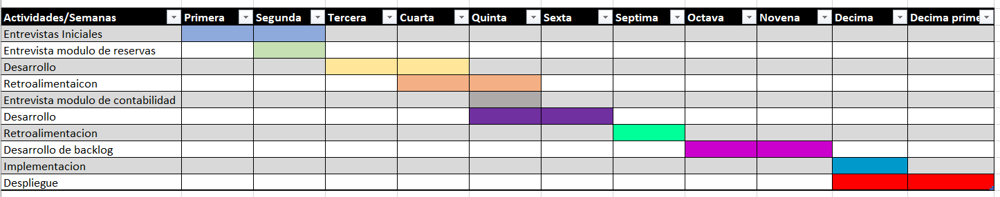 Actividades/Semanas Primera Segunda Tercera Cuarta Quinta Sexta Septima Octava Novena Decima Decima prime
Entrevistas Iniciales
Entrevista modulo de reservas
Desarrollo
Retroalimentaicon
Entrevista modulo de contabilidad
Desarrollo
Retroalimentacion
Desarrollo de backlog
Implementacion
Despliegue